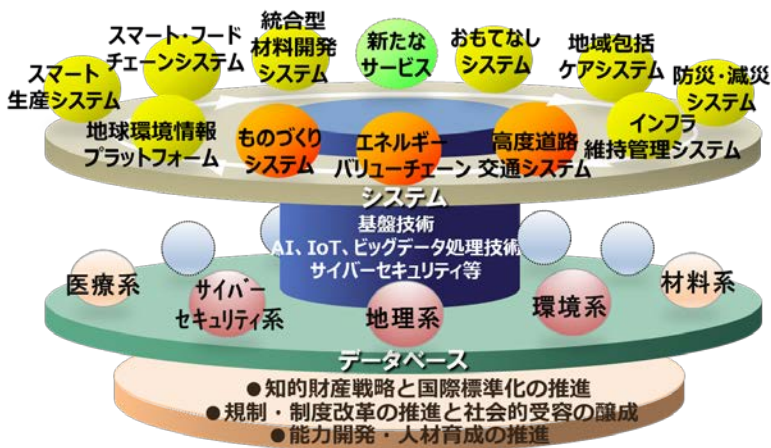 スマート
生産システム
スマート・フード
チェーンシステム
統合型
材料開発
システム
新たな
サービス
おもてなし
システム
地域包括
ケアシステム
防災・減災
システム
地球環境情報
プラットフォーム
ものづくり
システム
エネルギー
バリューチェーン
高度道路
交通システム
インフラ
維持管理システム
システム
基盤技術
AI、IoT、ビッグデータ処理技術
サイバーセキュリティ等
医療系
サイバー
セキュリティ系
地理系
環境系
材料系
データベース
●知的財産戦略と国際標準化の推進
●規制・制度改革の推進と社会的受容の醸成
●能力開発・人材育成の推進